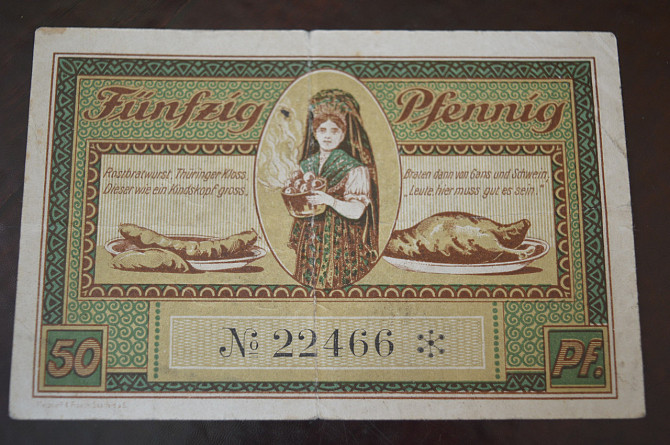 Fünfzig Pfennig
Rostbratwurst, Thüringer Kloss,
Dieser wie ein Kindskopf gross,
Braten dann von Gans und Schwein,
„Leute, hier muss gut es sein."
№ 22466 *
50
Pf.